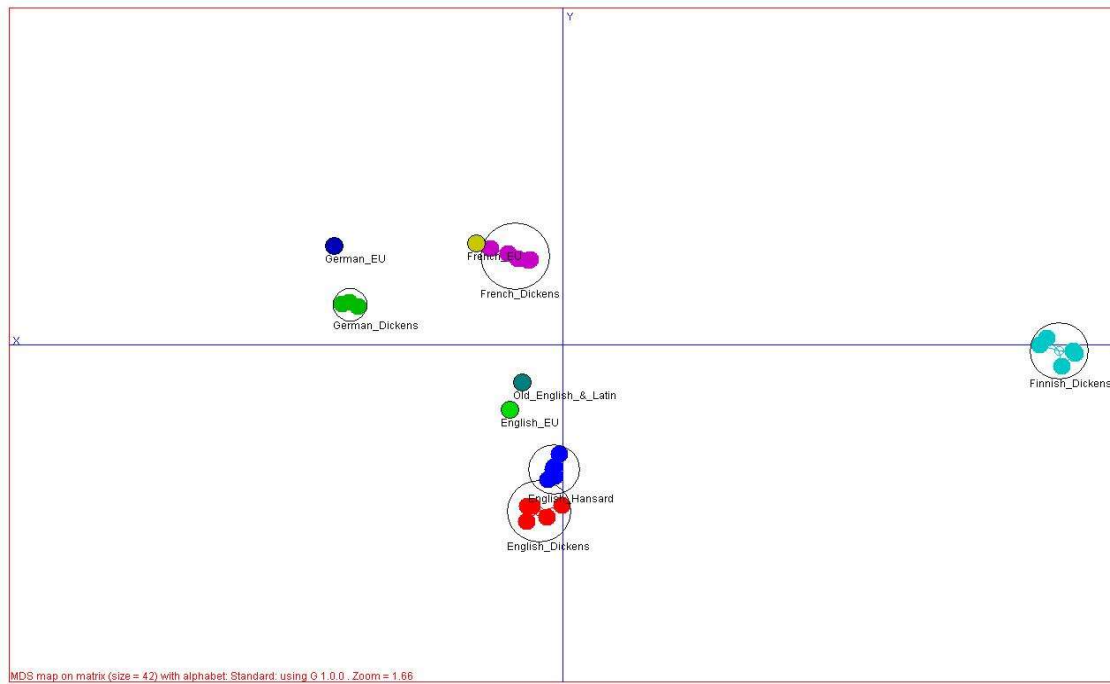 Y
German_EU
French_EU
French_Dickens
German_Dickens
X
Finnish_Dickens
Old_English_&_Latin
English_EU
English_Hansard
English_Dickens
MDS map on matrix (size = 42) with alphabet: Standard: using G 1.0.0 . Zoom = 1.66